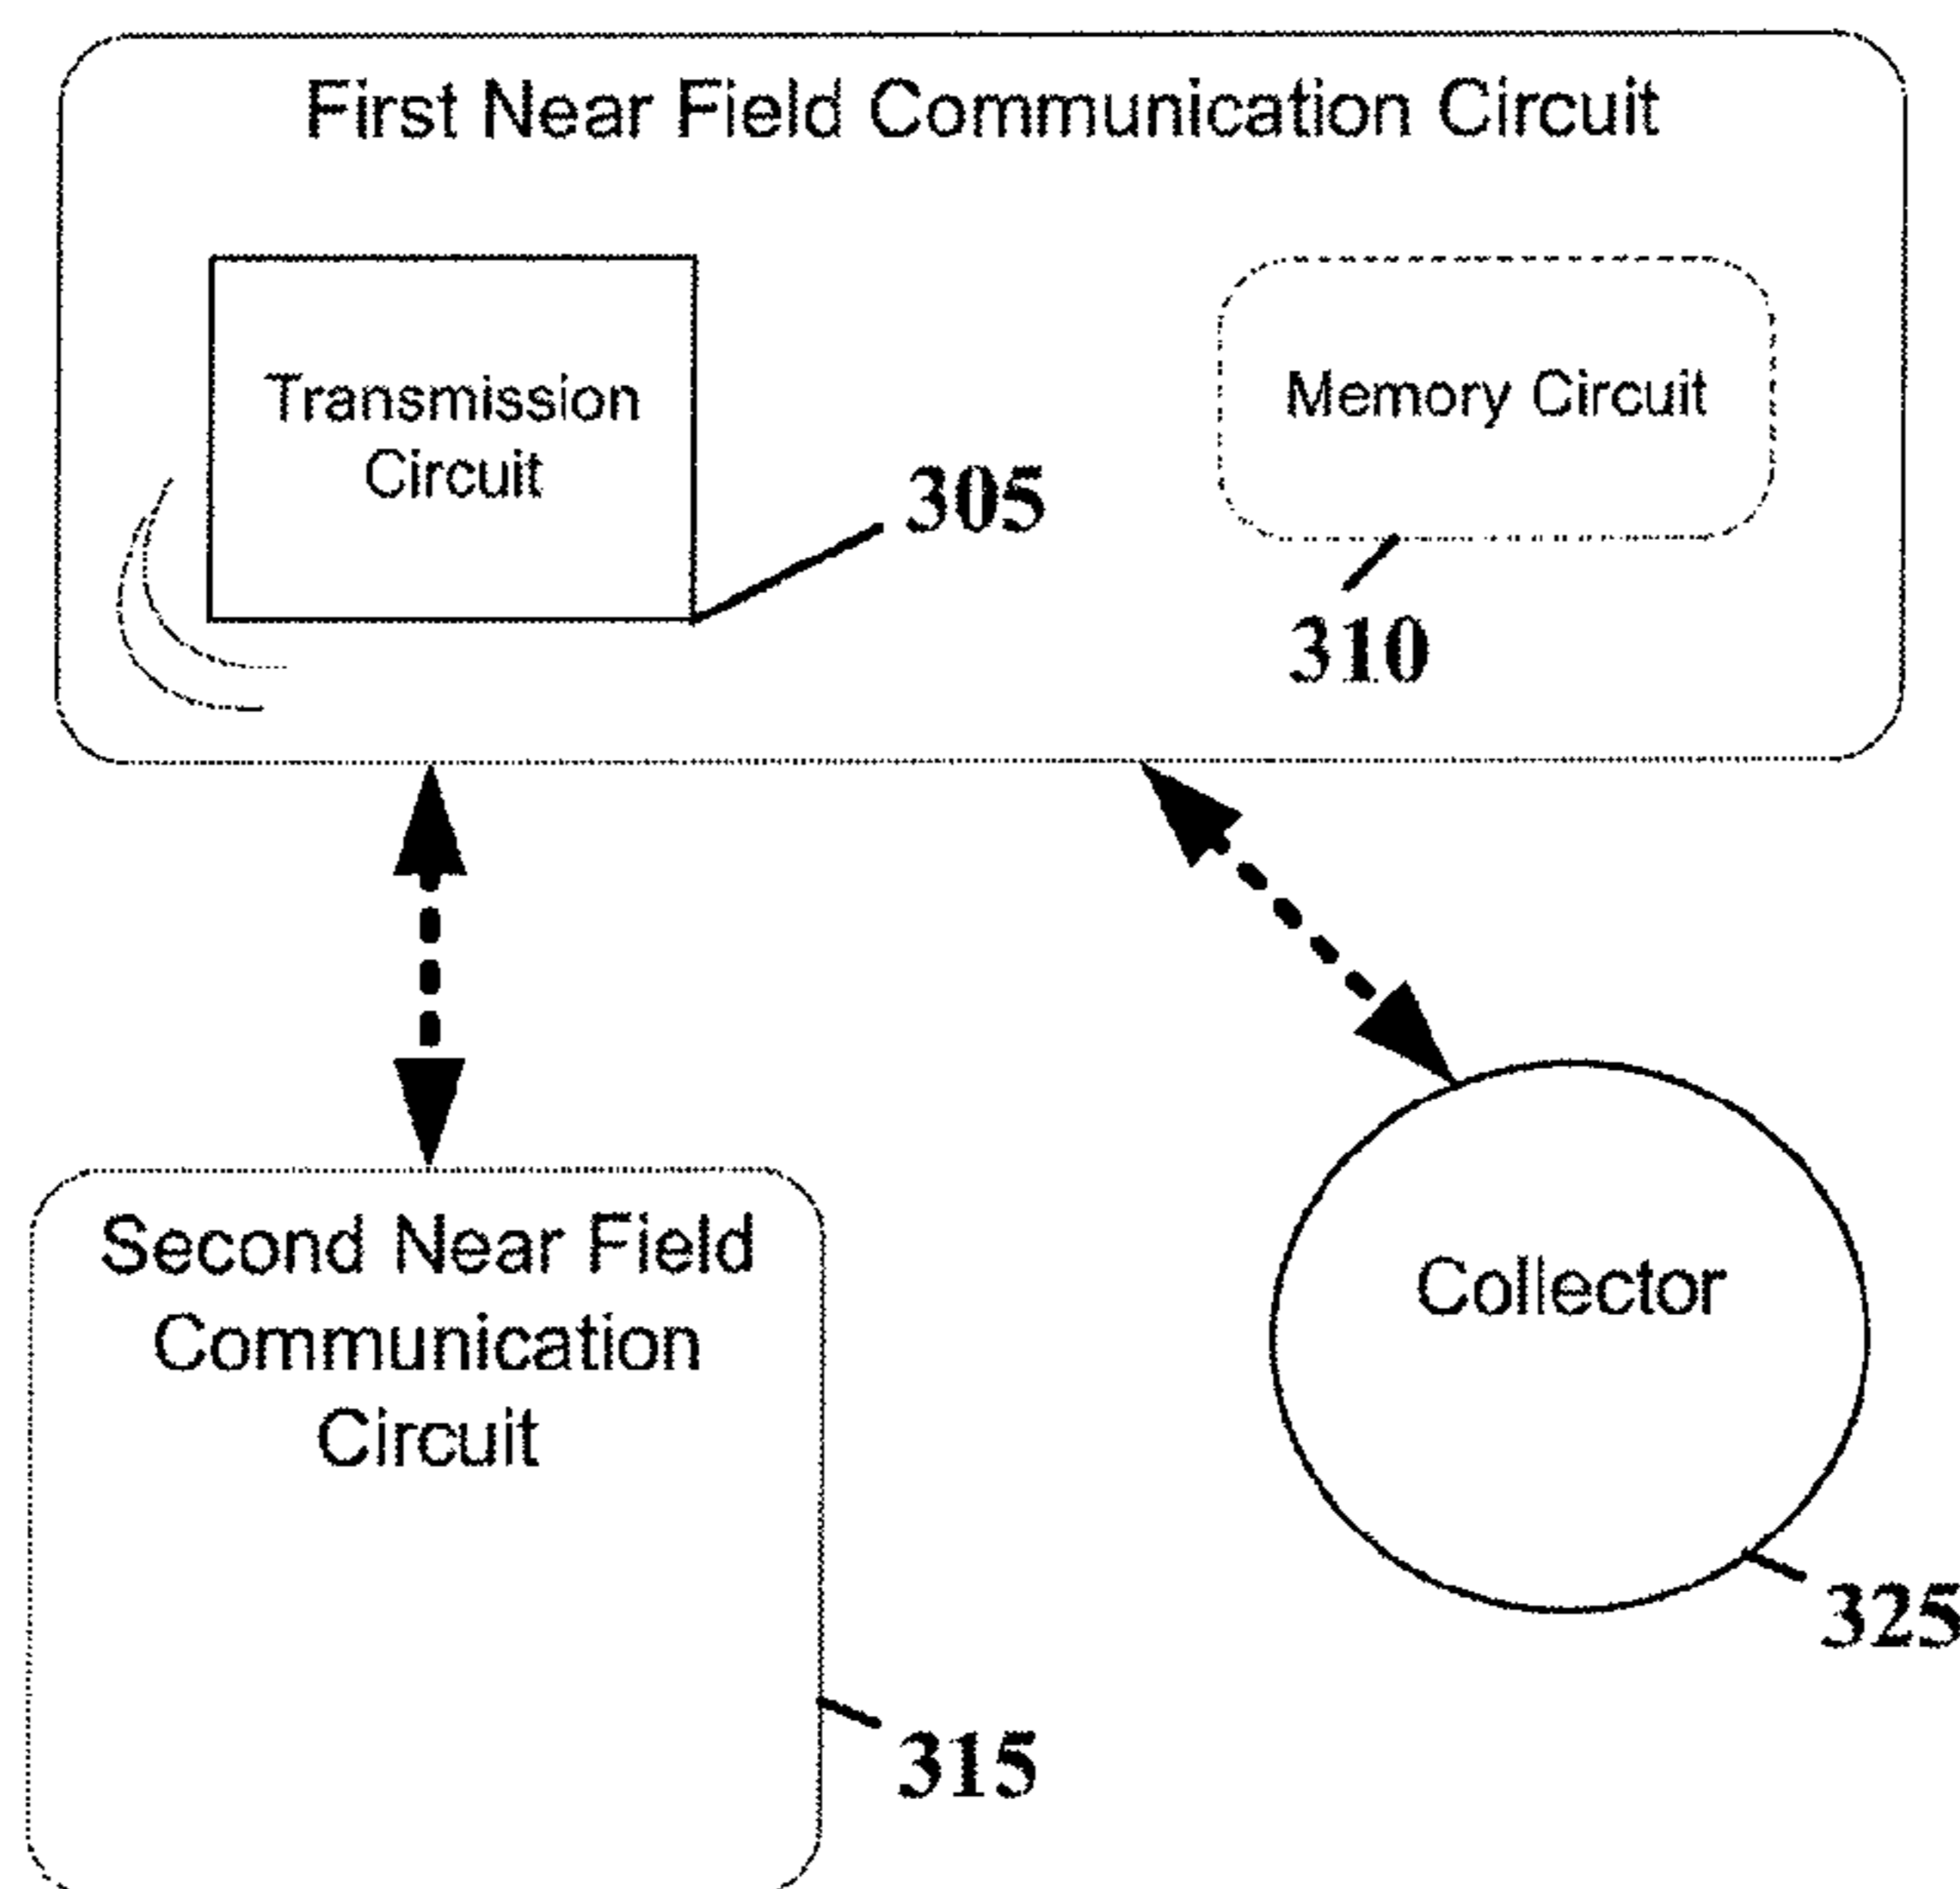 First Near Field Communication Circuit
Transmission
Circuit
Memory Circuit
305
310
Second Near Field
Communication
Circuit
Collector
325
315